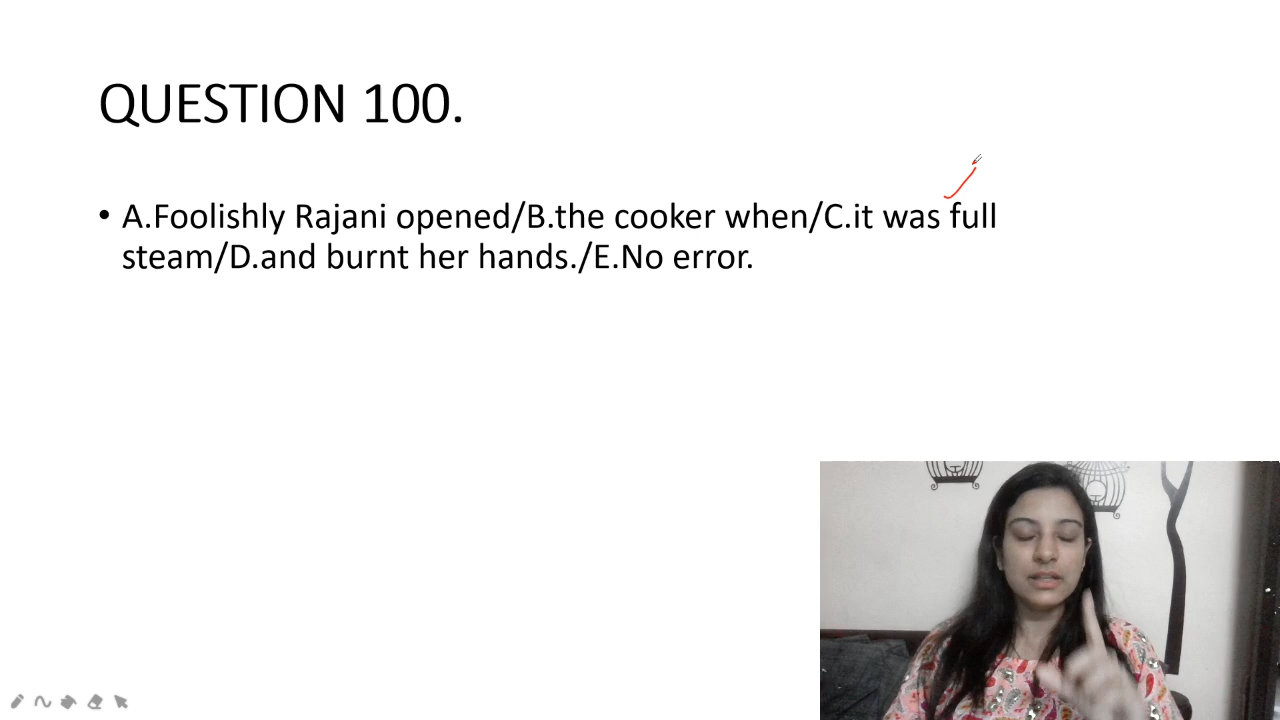 QUESTION 100.
• A.Foolishly Rajani opened/B.the cooker when/C.it was full
steam/D.and burnt her hands./E.No error.